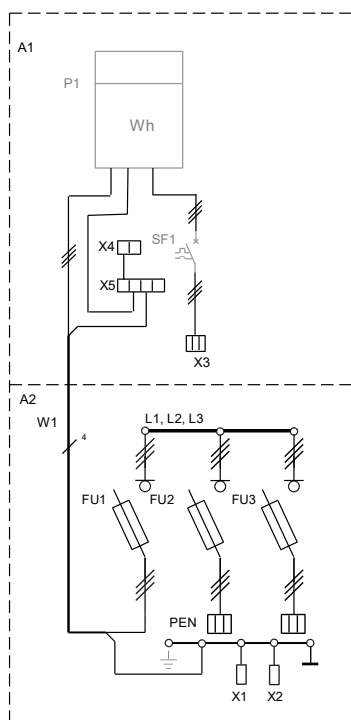 A1
P1
Wh
X4
SF1
X5
X3
A2
W1
4
L1, L2, L3
FU1
FU2
FU3
PEN
X1
X2